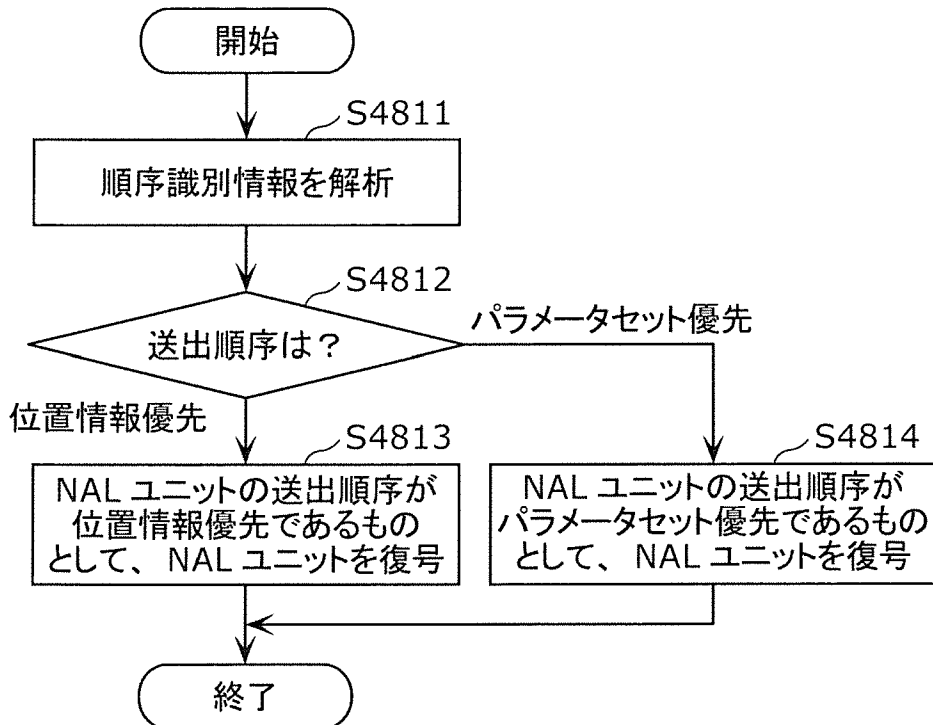 開始
S4811
順序識別情報を解析
S4812
送出順序は？
パラメータセット優先
位置情報優先
S4813
NAL ユニットの送出順序が
位置情報優先であるもの
として、 NAL ユニットを復号
S4814
NAL ユニットの送出順序が
パラメータセット優先であるもの
として、 NAL ユニットを復号
終了